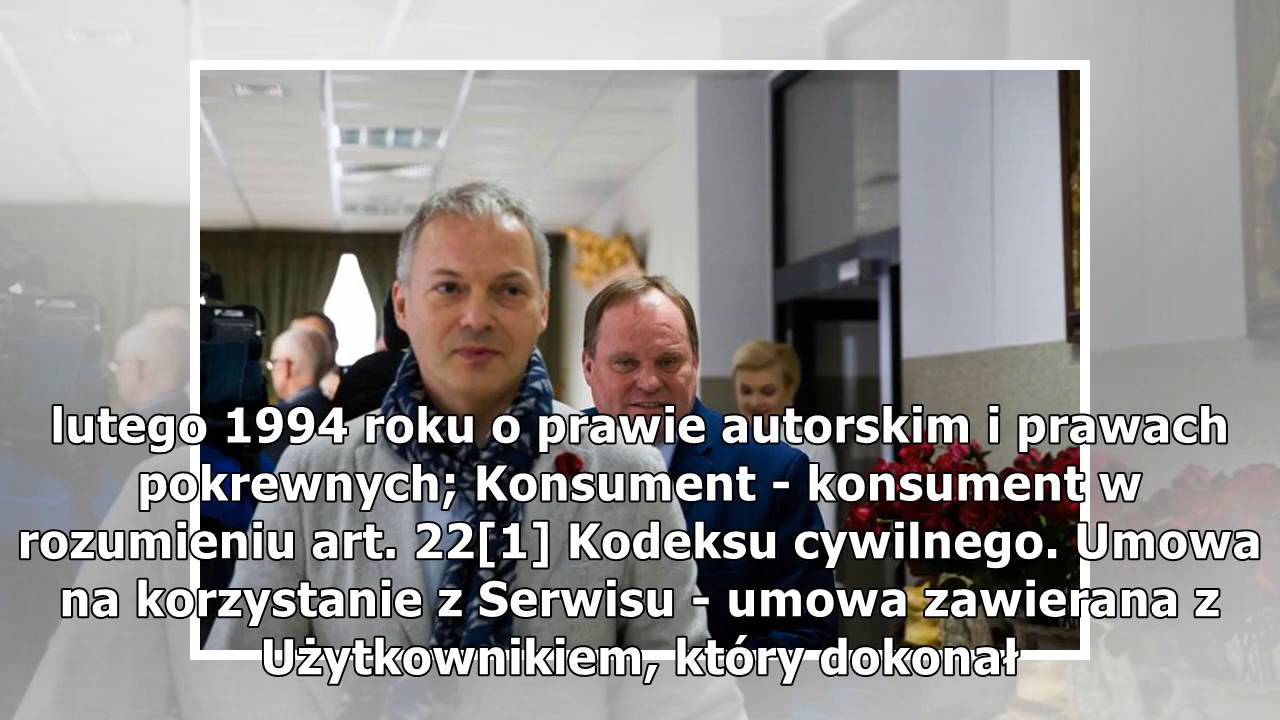 lutego 1994 roku o prawie autorskim i prawach
pokrewnych; Konsument - konsument w
rozumieniu art. 22[1] Kodeksu cywilnego. Umowa
na korzystanie z Serwisu - umowa zawierana z
Użytkownikiem, który dokonał